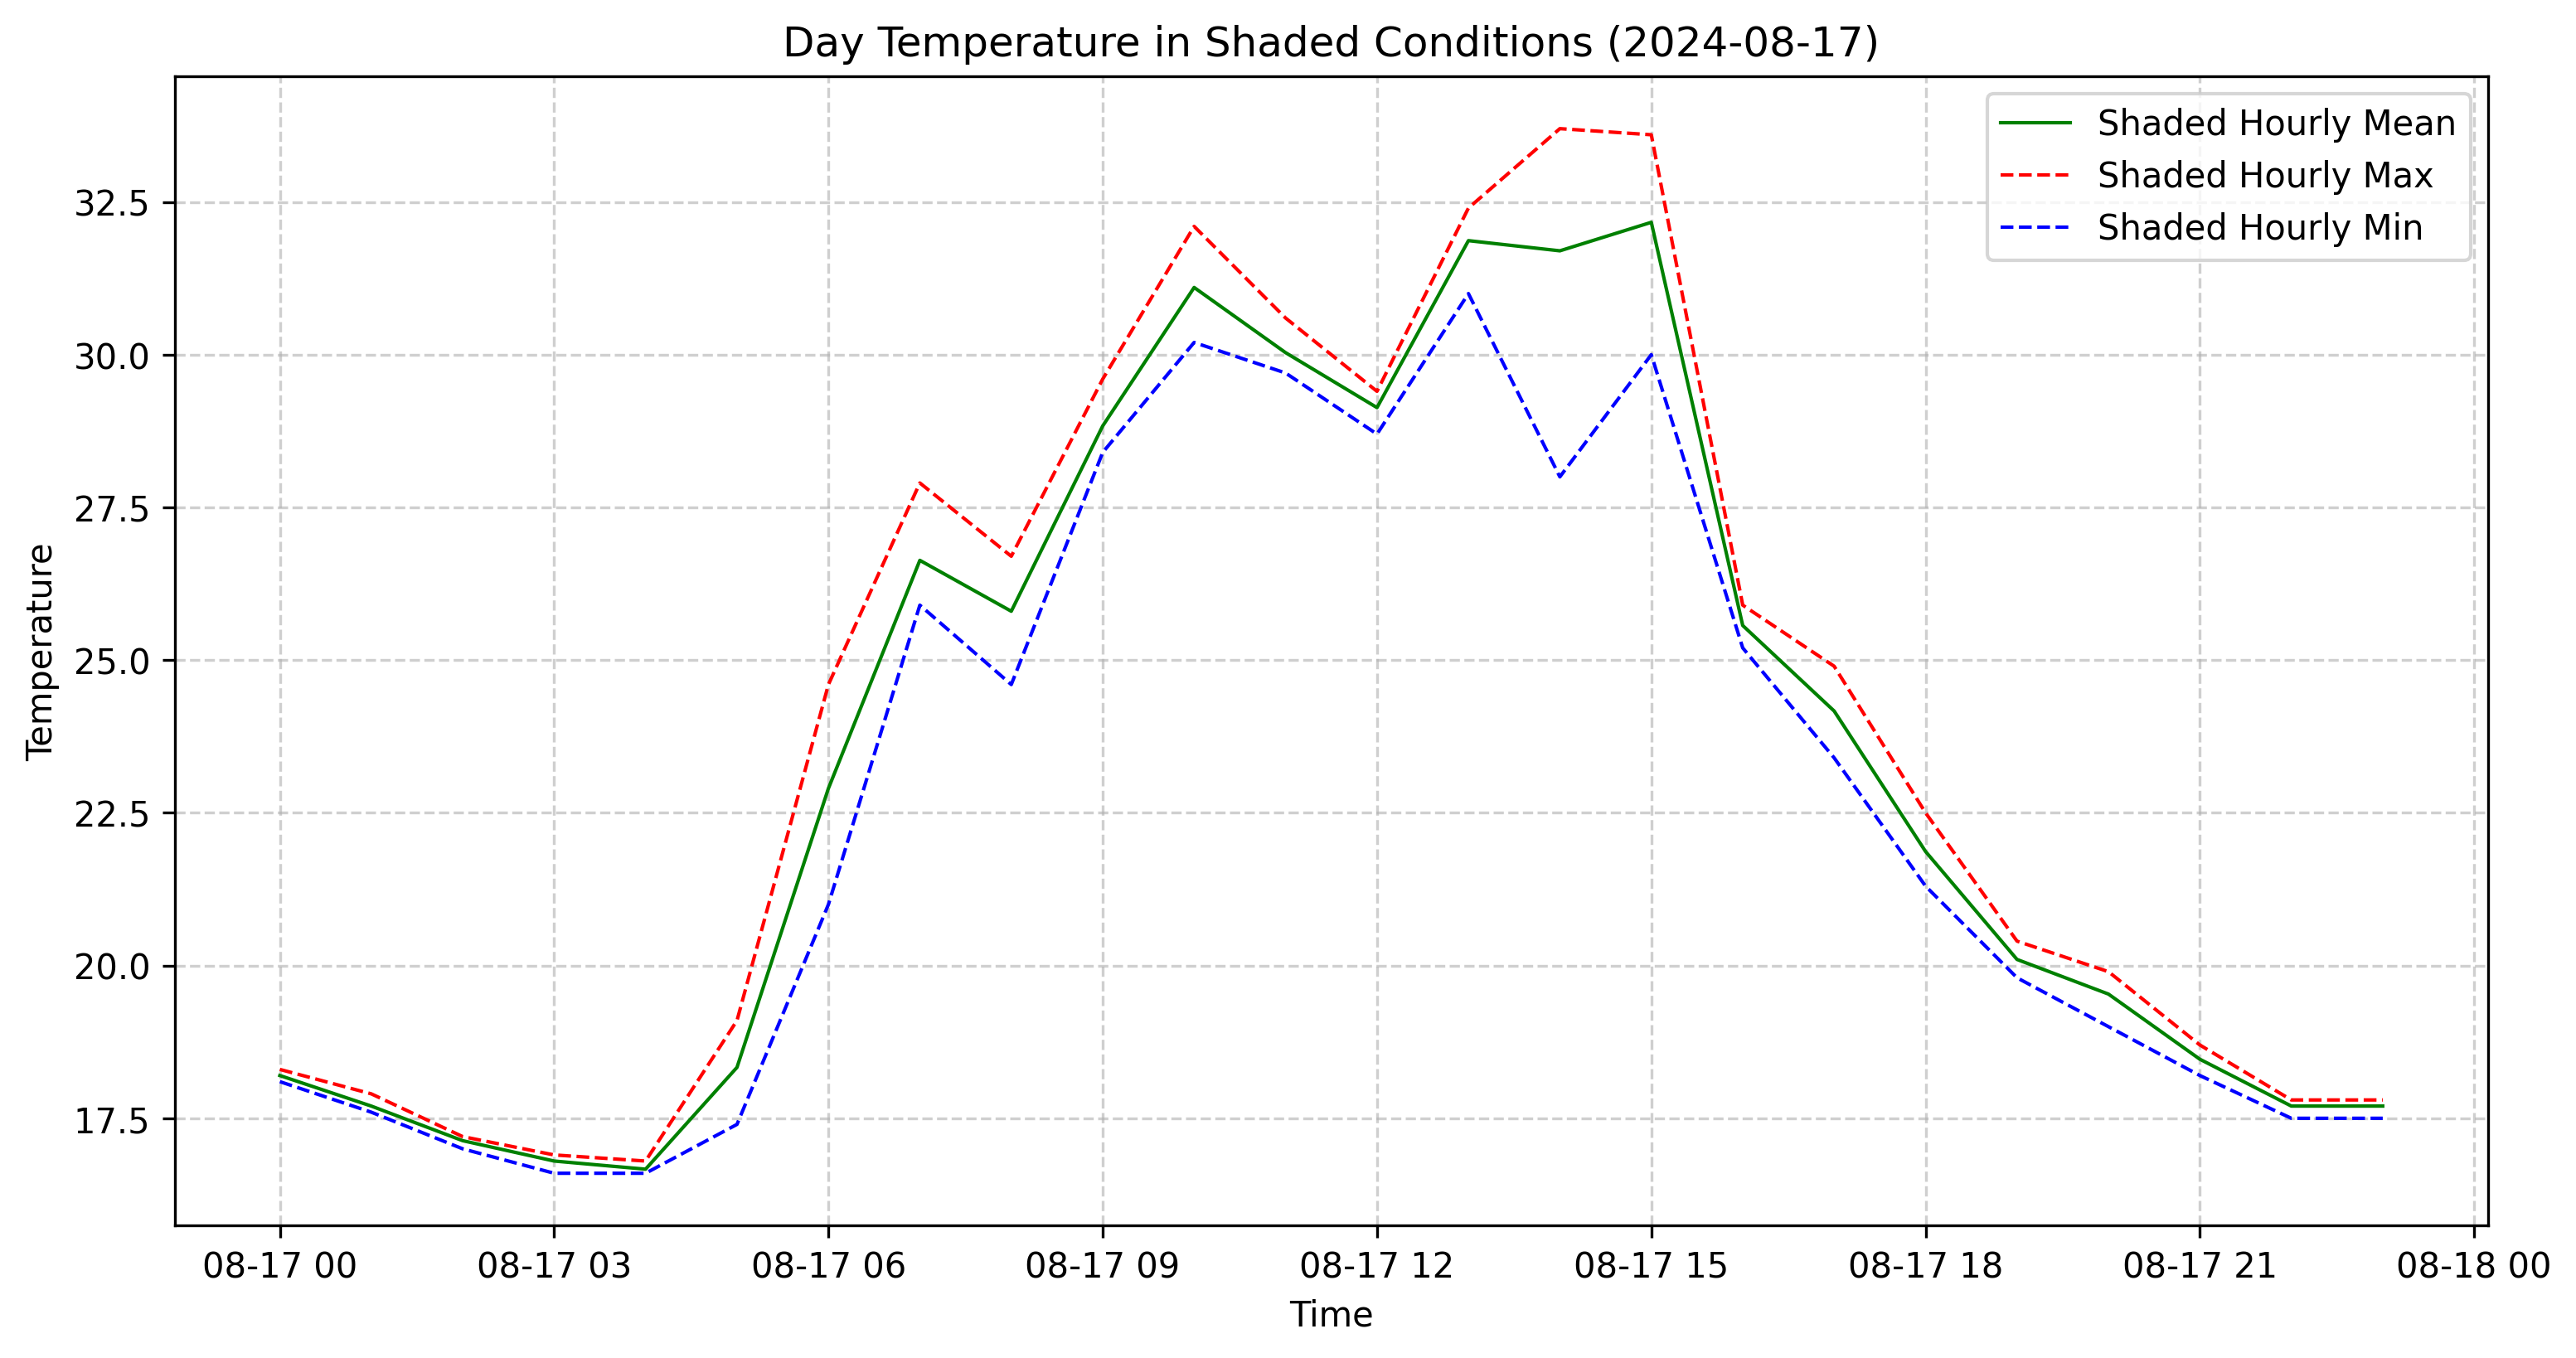 Day Temperature in Shaded Conditions (2024-08-17)
Shaded Hourly Mean
Shaded Hourly Max
Shaded Hourly Min
Temperature
32.5
30.0
27.5
25.0
22.5
20.0
17.5
08-17 00 08-17 03 08-17 06 08-17 09 08-17 12 08-17 15 08-17 18 08-17 21 08-18 00
Time